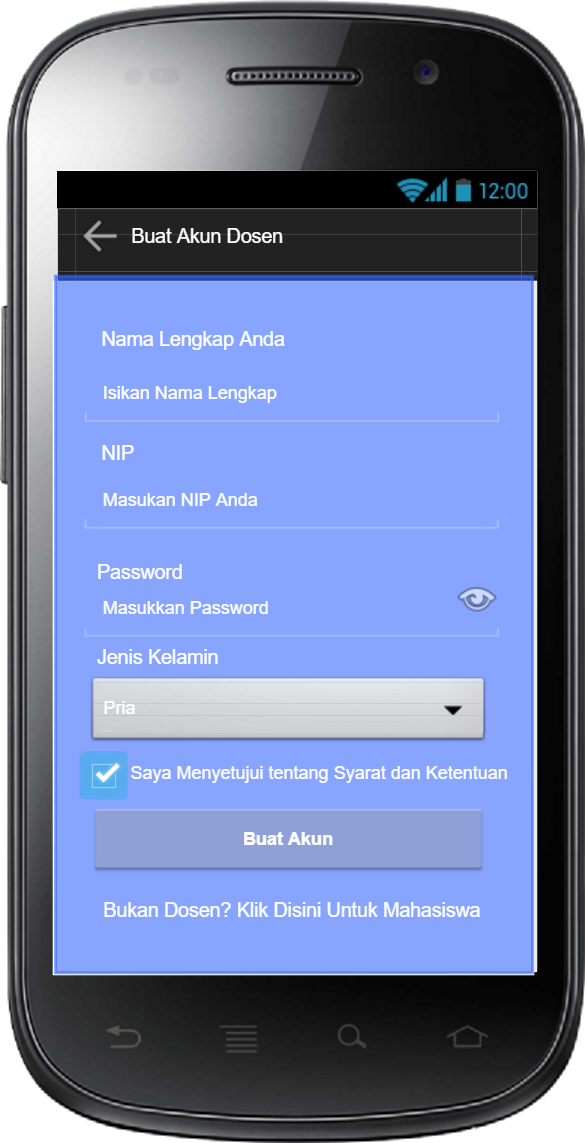 12:00
Buat Akun Dosen
Nama Lengkap Anda
Isikan Nama Lengkap
NIP
Masukan NIP Anda
Password
Masukkan Password
Jenis Kelamin
Pria
Saya Menyetujui tentang Syarat dan Ketentuan
Buat Akun
Bukan Dosen? Klik Disini Untuk Mahasiswa